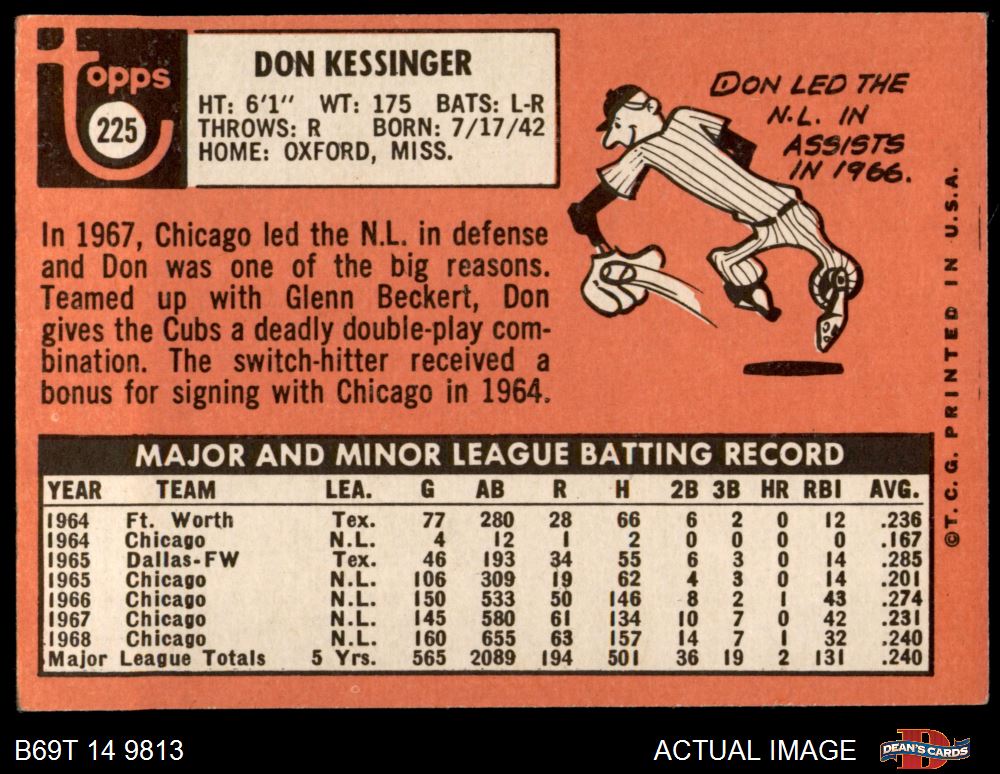 topps
225
DON KESSINGER
HT: 6'1" WT: 175 BATS: L-R
THROWS: R BORN: 7/17/42
HOME: OXFORD, MISS.
DON LED THE
N.L. IN
ASSISTS
IN 1966.
In 1967, Chicago led the N.L. in defense
and Don was one of the big reasons.
Teamed up with Glenn Beckert, Don
gives the Cubs a deadly double-play com-
bination. The switch-hitter received a
bonus for signing with Chicago in 1964.
©T.C.G. PRINTED IN U.S.A.
MAJOR AND MINOR LEAGUE BATTING RECORD
YEAR TEAM LEA. G AB R H 2B 3B HR RBI AVG.
1964 Ft. Worth Tex. 77 280 28 66 6 2 0 12 .236
1964 Chicago N.L. 4 12 1 2 0 0 0 0 .167
1965 Dallas-FW Tex. 46 193 34 55 6 3 0 14 .285
1965 Chicago N.L. 106 309 19 62 4 3 0 14 .201
1966 Chicago N.L. 150 533 50 146 8 2 1 43 .274
1967 Chicago N.L. 145 580 61 134 10 7 0 42 .231
1968 Chicago N.L. 160 655 63 157 14 7 1 32 .240
Major League Totals 5 Yrs. 565 2089 194 501 36 19 2 131 .240
B69T 14 9813
ACTUAL IMAGE
DEAN'S CARDS